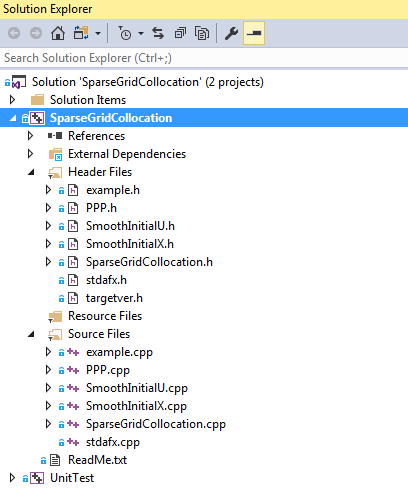 Solution Explorer
Search Solution Explorer (Ctrl+;)
Solution 'SparseGridCollocation' (2 projects)
Solution Items
SparseGridCollocation
References
External Dependencies
Header Files
example.h
PPP.h
SmoothInitialU.h
SmoothInitialX.h
SparseGridCollocation.h
stdafx.h
targetver.h
Resource Files
Source Files
example.cpp
PPP.cpp
SmoothInitialU.cpp
SmoothInitialX.cpp
SparseGridCollocation.cpp
stdafx.cpp
ReadMe.txt
UnitTest